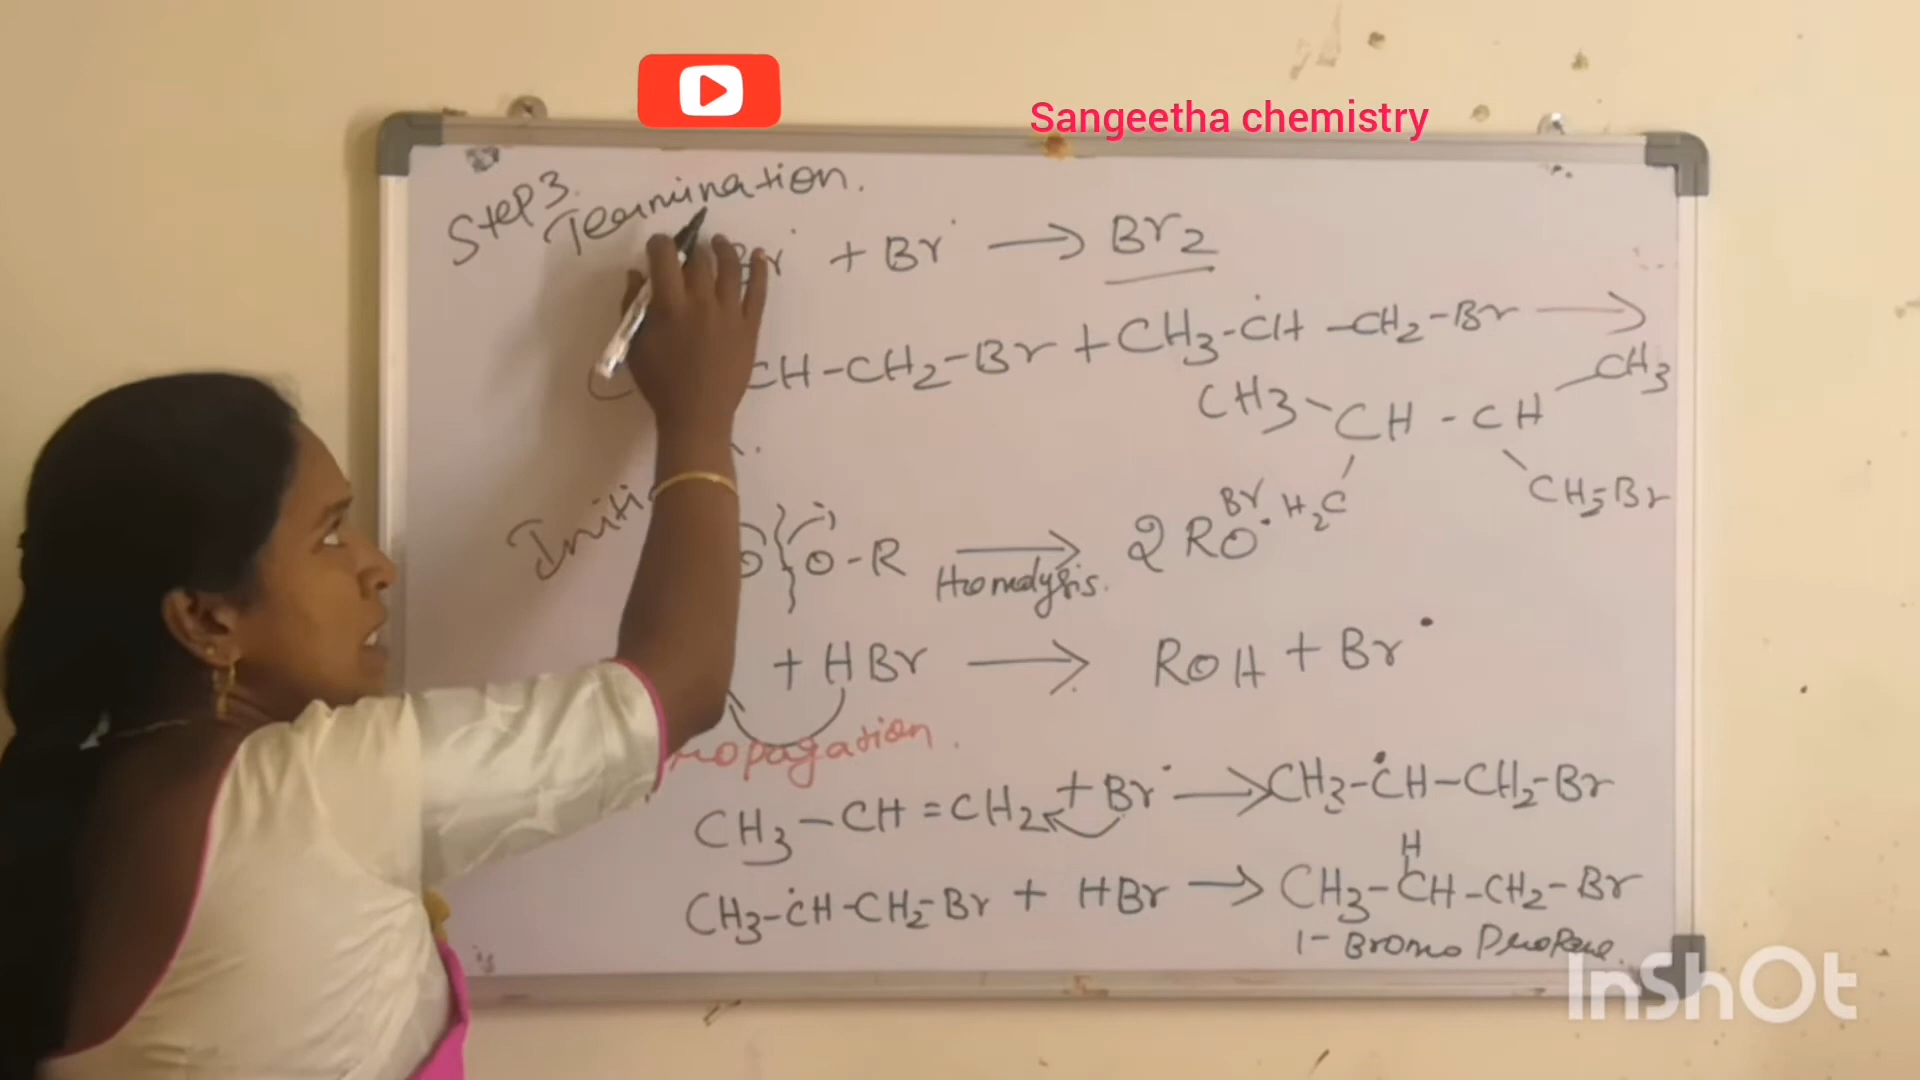 Sangeetha chemistry
Step 3.
Termination.
Br˙ + Br˙ → Br2
CH-CH2-Br + CH3-ĊH-CH2-Br →
CH3 CH - CH CH3
BrH2C CH2-Br
O O-R → 2 RO˙
Homolysis.
+ HBr → ROH + Br˙
ropagation.
CH3-CH=CH2 + Br˙ → CH3-ĊH-CH2-Br
H
CH3-ĊH-CH2-Br + HBr → CH3-CH-CH2-Br
1-Bromo Propane.
InShOt